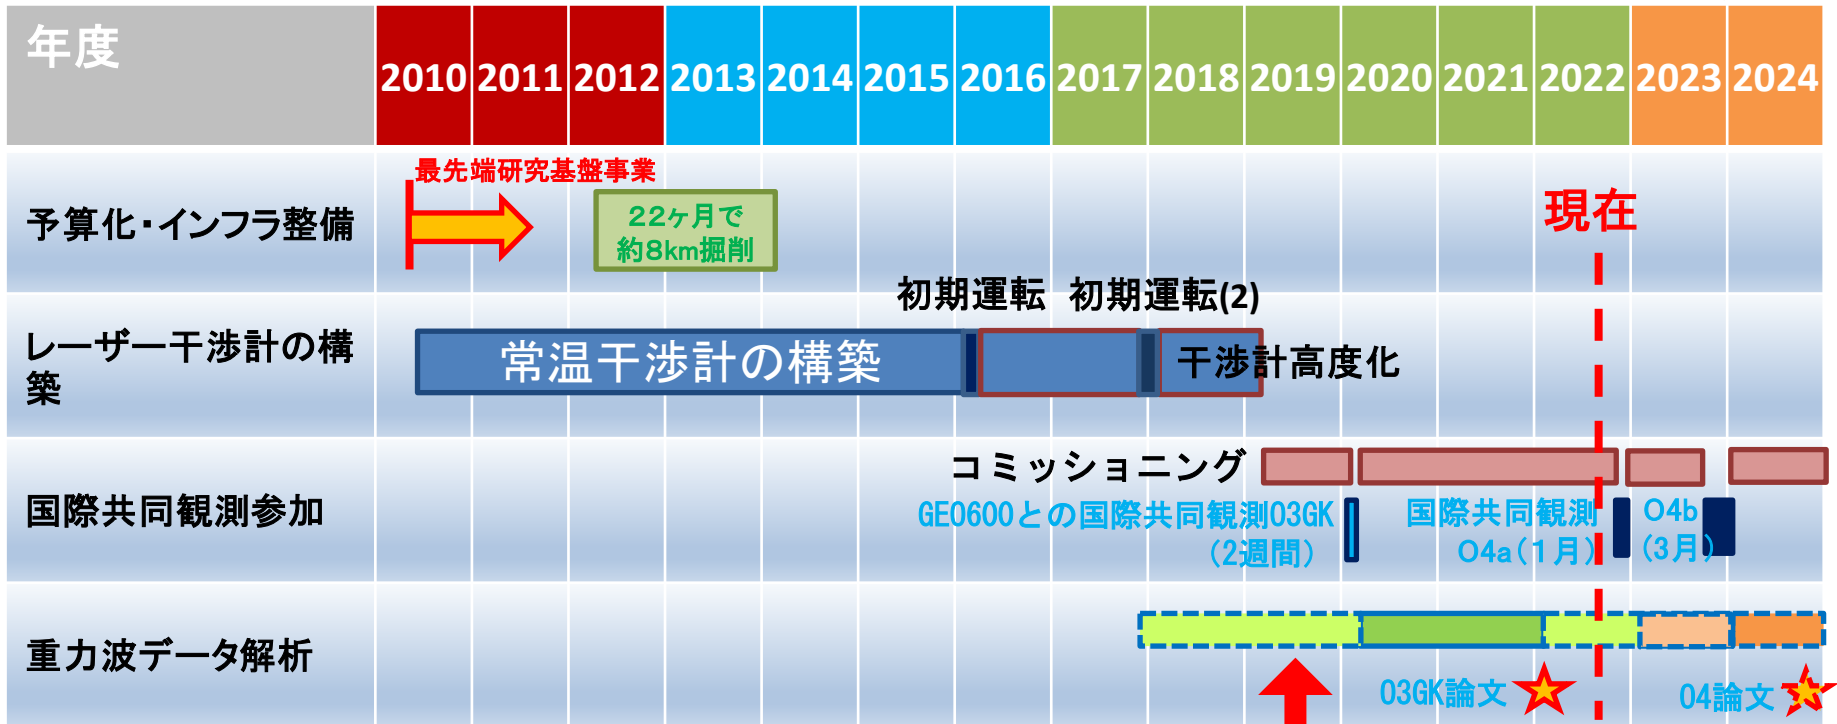 年度
2010 2011 2012 2013 2014 2015 2016 2017 2018 2019 2020 2021 2022 2023 2024
最先端研究基盤事業
予算化・インフラ整備
22ヶ月で
約8km掘削
現在
初期運転 初期運転(2)
レーザー干渉計の構
築
常温干渉計の構築
干渉計高度化
コミッショニング
国際共同観測参加
GEO600との国際共同観測O3GK
(2週間)
国際共同観測
O4a(1月)
O4b
(3月)
重力波データ解析
O3GK論文
O4論文